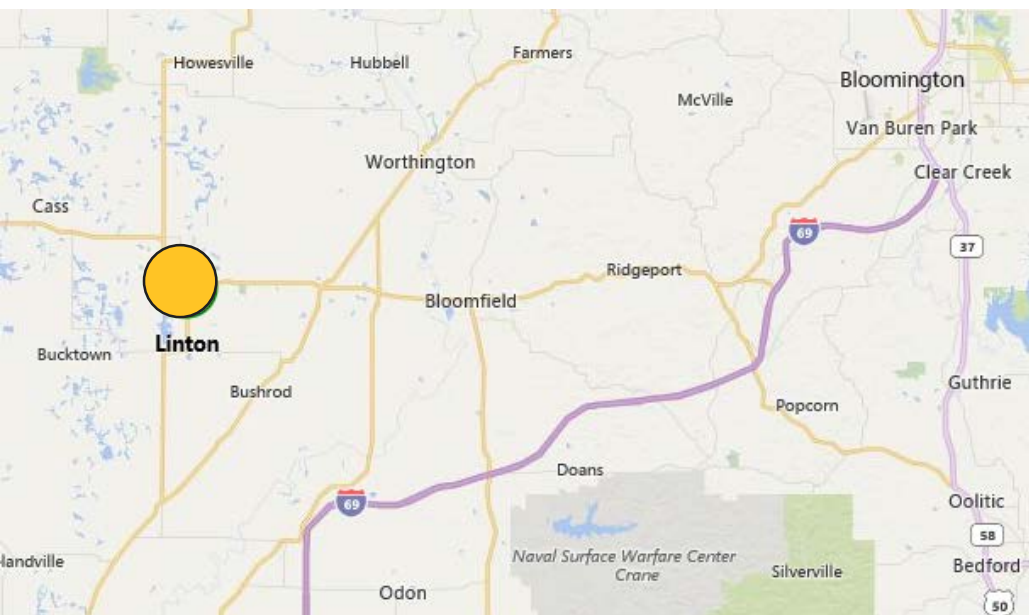 Farmers
Howesville
Hubbell
Bloomington
McVille
Van Buren Park
Worthington
Clear Creek
Cass
69
37
Ridgeport
Bloomfield
Linton
Bucktown
Guthrie
Bushrod
Popcorn
Doans
69
Oolitic
58
Naval Surface Warfare Center
Crane
Silverville
Bedford
Odon
50